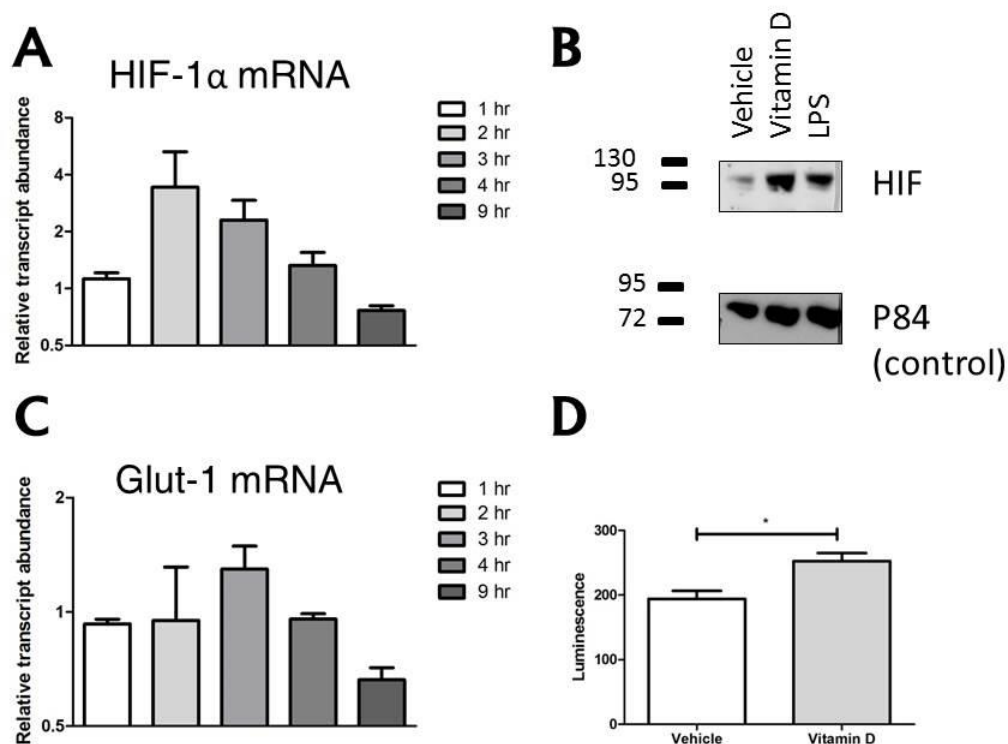 A
HIF-1α mRNA
Relative transcript abundance
8
4
2
1
0.5
1 hr
2 hr
3 hr
4 hr
9 hr
B
Vehicle
Vitamin D
LPS
130
95
HIF
95
72
P84
(control)
C
Glut-1 mRNA
Relative transcript abundance
2
1
0.5
1 hr
2 hr
3 hr
4 hr
9 hr
D
*
Luminescence
300
200
100
0
Vehicle
Vitamin D